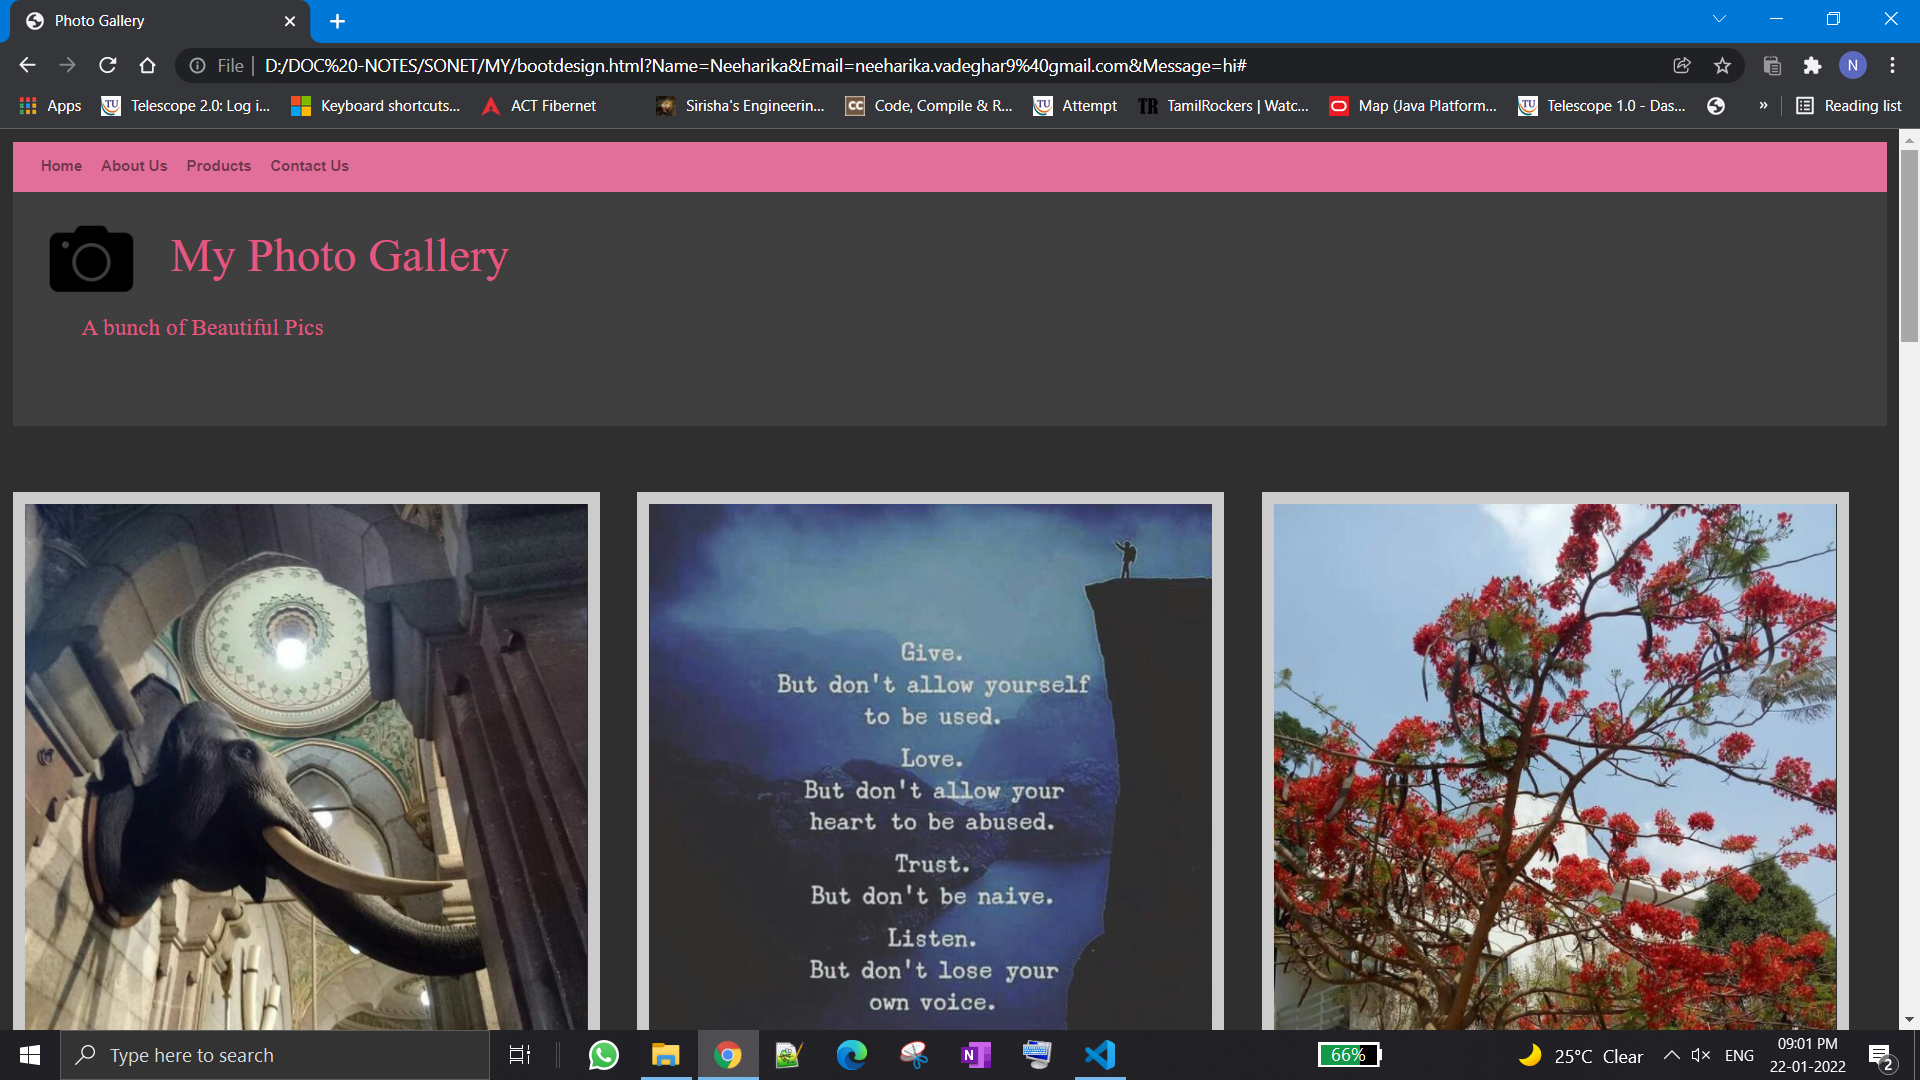 Photo Gallery
File
D:/DOC%20-NOTES/SONET/MY/bootdesign.html?Name=Neeharika&Email=neeharika.vadeghar9%40gmail.com&Message=hi#
N
Apps
TU
Telescope 2.0: Log i...
Keyboard shortcuts...
ACT Fibernet
Sirisha's Engineerin...
CC
Code, Compile & R...
TU
Attempt
TR
TamilRockers | Watc...
Map (Java Platform...
TU
Telescope 1.0 - Das...
»
Reading list
Home
About Us
Products
Contact Us
My Photo Gallery
A bunch of Beautiful Pics
Give.
But don't allow yourself
to be used.
Love.
But don't allow your
heart to be abused.
Trust.
But don't be naive.
Listen.
But don't lose your
own voice.
Type here to search
N
66%
25°C Clear
ENG
09:01 PM
22-01-2022
2